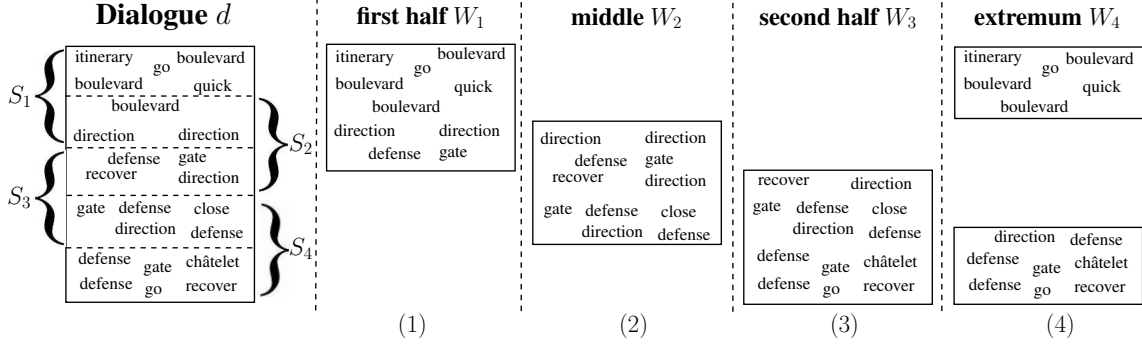 Dialogue d
itinerary boulevard
go
boulevard quick
boulevard
direction direction
defense gate
recover direction
gate defense close
direction defense
defense gate châtelet
defense go recover
S1
S2
S3
S4
first half W1
itinerary boulevard
go
boulevard quick
boulevard
direction direction
defense gate
(1)
middle W2
direction direction
defense gate
recover direction
gate defense close
direction defense
(2)
second half W3
recover direction
gate defense close
direction defense
defense gate châtelet
defense go recover
(3)
extremum W4
itinerary boulevard
go
boulevard quick
boulevard
direction defense
defense gate châtelet
defense go recover
(4)